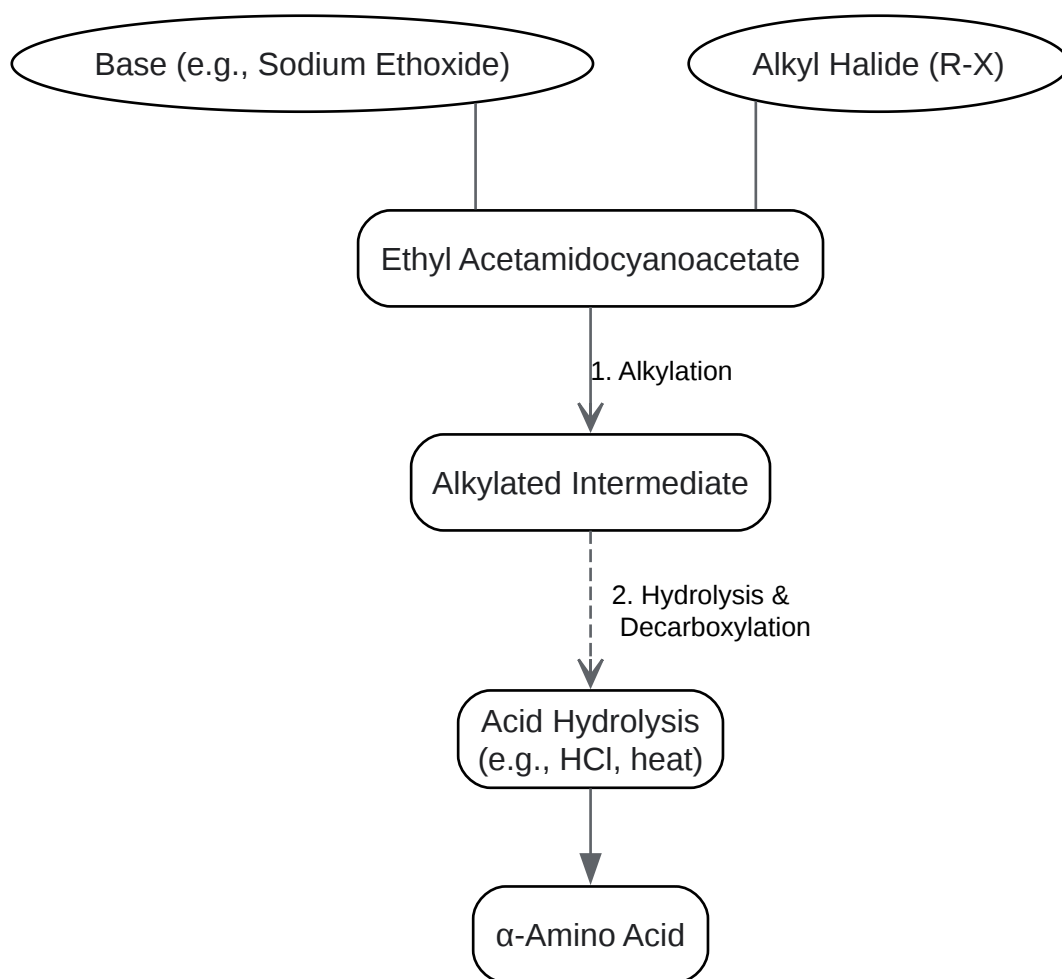 Base (e.g., Sodium Ethoxide)
Alkyl Halide (R-X)
Ethyl Acetamidocyanoacetate
1. Alkylation
Alkylated Intermediate
2. Hydrolysis &
Decarboxylation
Acid Hydrolysis
(e.g., HCl, heat)
α-Amino Acid